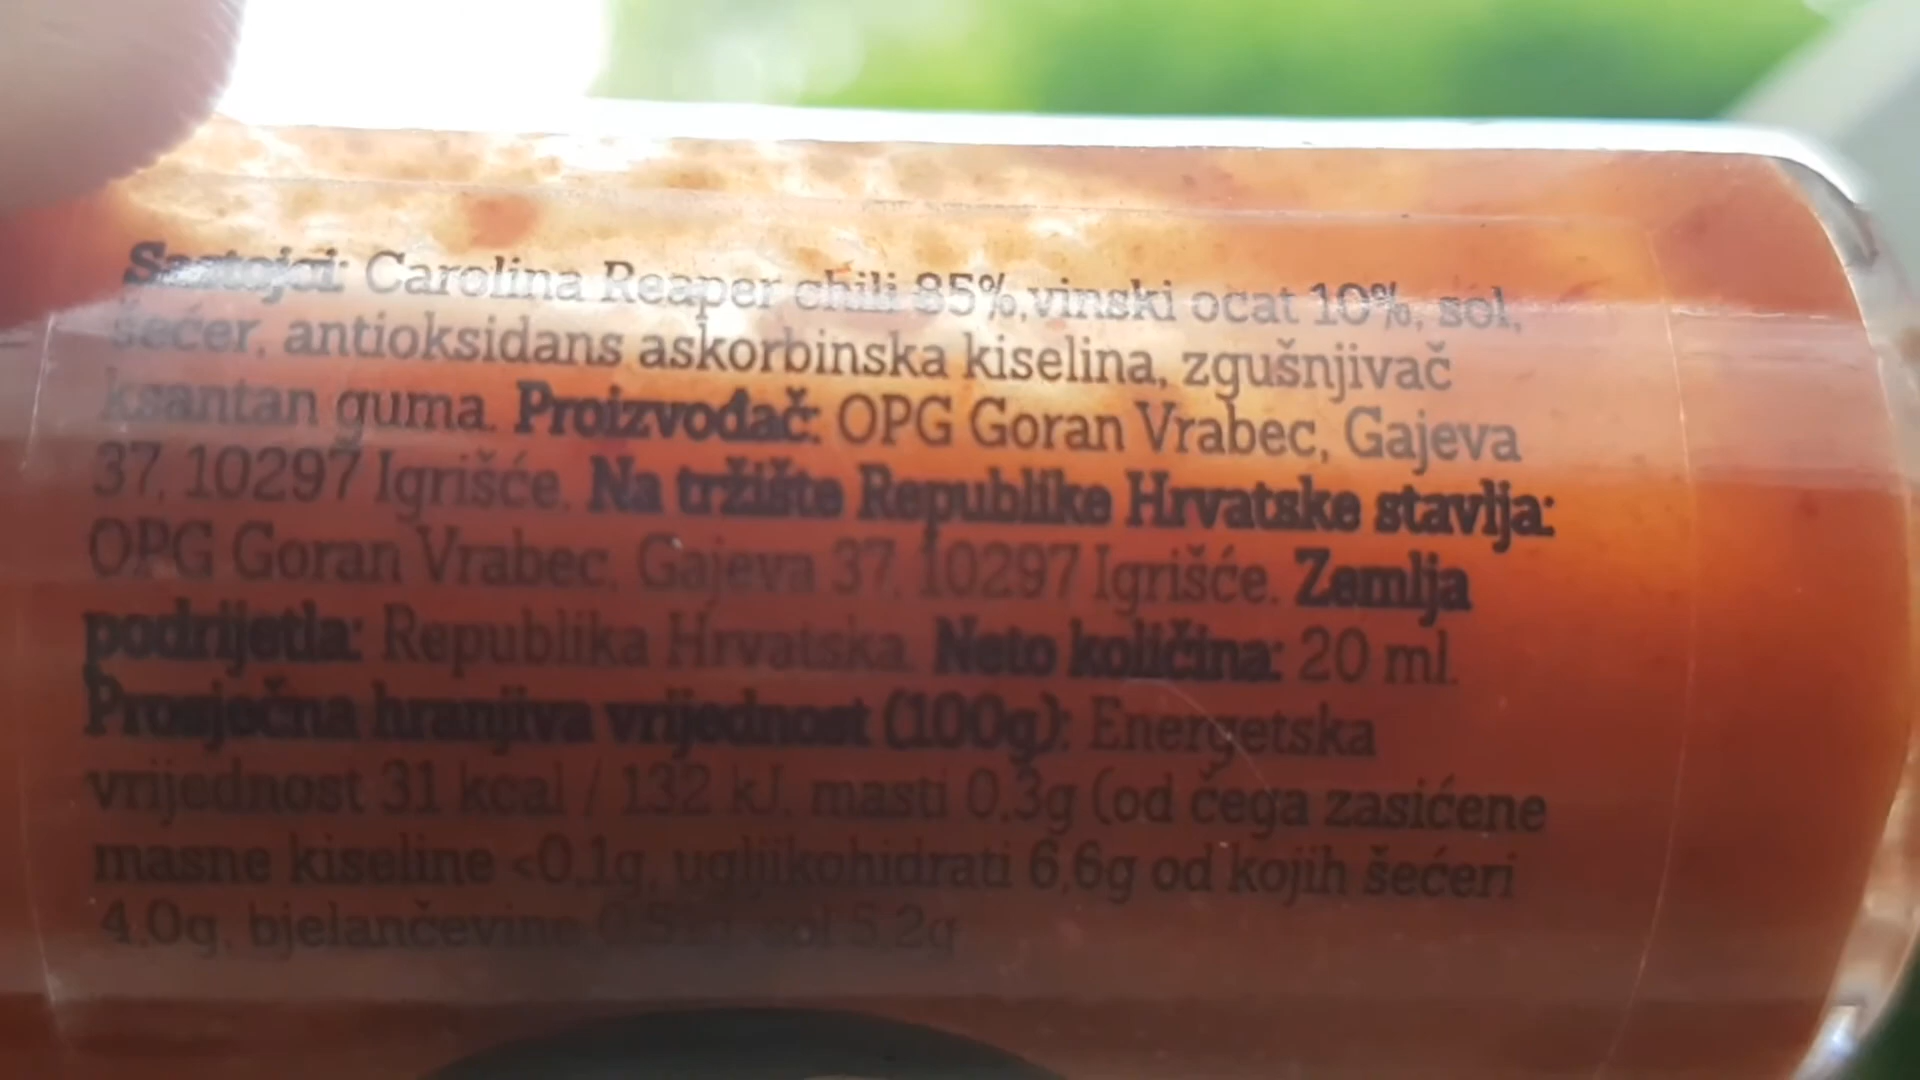 Sastojci: Carolina Reaper chili 85%,vinski ocat 10%, sol,
šećer, antioksidans askorbinska kiselina, zgušnjivač
ksantan guma. Proizvođač: OPG Goran Vrabec, Gajeva
37, 10297 Igrišće. Na tržište Republike Hrvatske stavlja:
OPG Goran Vrabec, Gajeva 37, 10297 Igrišće. Zemlja
podrijetla: Republika Hrvatska. Neto količina: 20 ml.
Prosječna hranjiva vrijednost (100g): Energetska
vrijednost 31 kcal / 132 kJ, masti 0,3g (od čega zasićene
masne kiseline <0,1g, ugljikohidrati 6,6g od kojih šećeri
4,0g, bjelančevine sol 5,2g